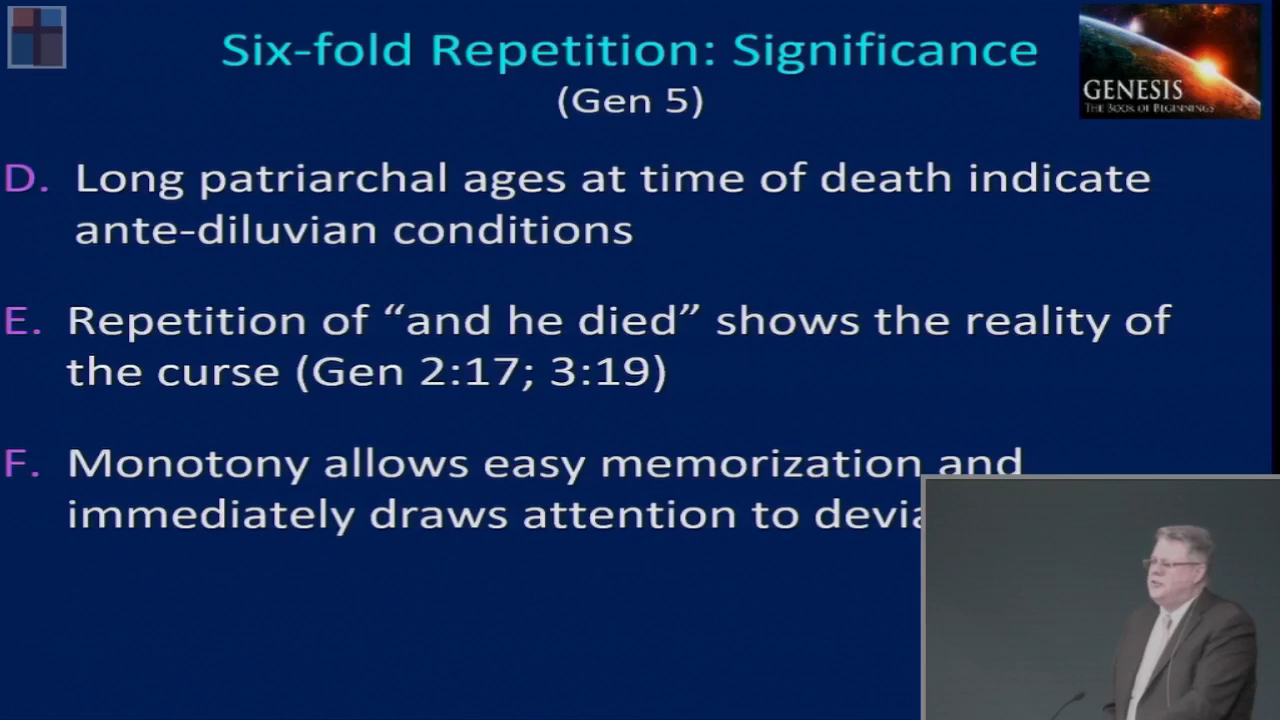 Six-fold Repetition: Significance
(Gen 5)
GENESIS
THE BOOK OF BEGINNINGS
D. Long patriarchal ages at time of death indicate
ante-diluvian conditions
E. Repetition of “and he died” shows the reality of
the curse (Gen 2:17; 3:19)
F. Monotony allows easy memorization and
immediately draws attention to